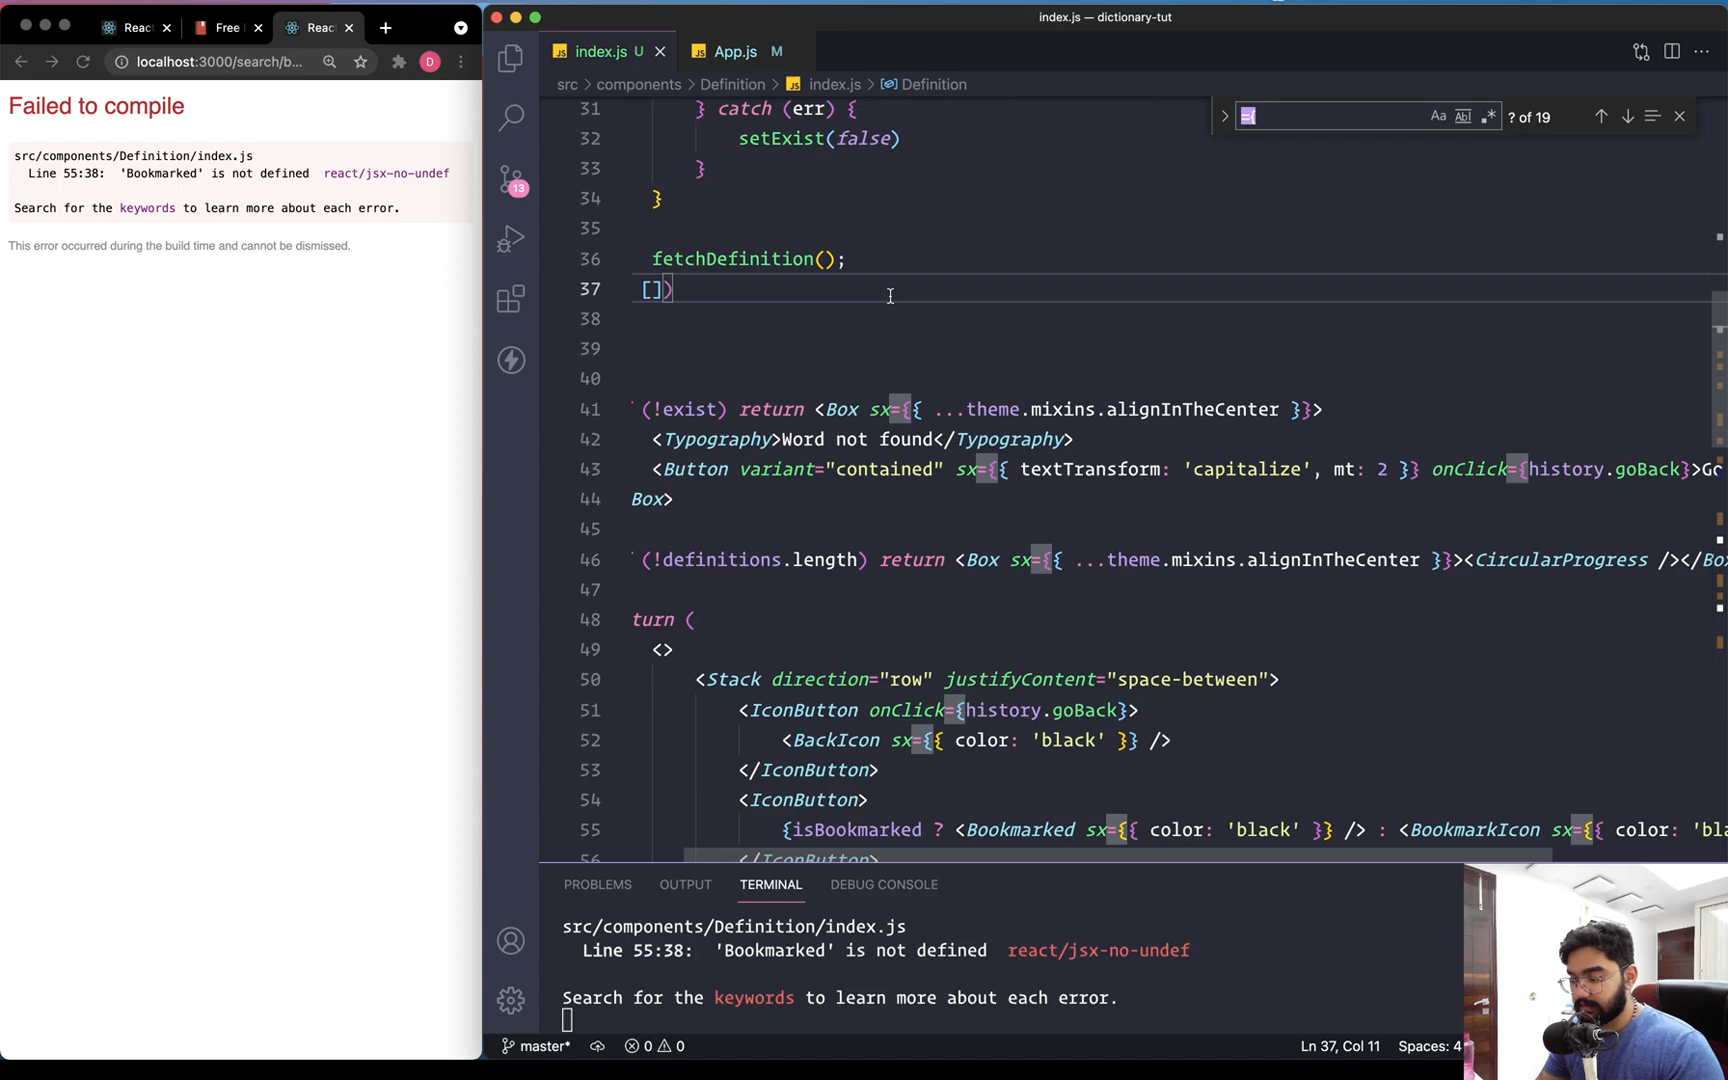 index.js — dictionary-tut
Reac
Free
Reac
localhost:3000/search/b...
D
Failed to compile
src/components/Definition/index.js
Line 55:38: 'Bookmarked' is not defined react/jsx-no-undef
Search for the keywords to learn more about each error.
This error occurred during the build time and cannot be dismissed.
JS index.js U
JS App.js M
src > components > Definition > JS index.js > Definition
={
Aa Abl .*
? of 19
13
31 } catch (err) {
32 setExist(false)
33 }
34 }
35
36 fetchDefinition();
37 [])
38
39
40
41 (!exist) return <Box sx={{ ...theme.mixins.alignInTheCenter }}>
42 <Typography>Word not found</Typography>
43 <Button variant="contained" sx={{ textTransform: 'capitalize', mt: 2 }} onClick={history.goBack}>Go
44 Box>
45
46 (!definitions.length) return <Box sx={{ ...theme.mixins.alignInTheCenter }}><CircularProgress /></Box
47
48 turn (
49 <>
50 <Stack direction="row" justifyContent="space-between">
51 <IconButton onClick={history.goBack}>
52 <BackIcon sx={{ color: 'black' }} />
53 </IconButton>
54 <IconButton>
55 {isBookmarked ? <Bookmarked sx={{ color: 'black' }} /> : <BookmarkIcon sx={{ color: 'bla
56 </IconButton>
PROBLEMS OUTPUT TERMINAL DEBUG CONSOLE
src/components/Definition/index.js
Line 55:38: 'Bookmarked' is not defined react/jsx-no-undef
Search for the keywords to learn more about each error.
master* 0 0 Ln 37, Col 11 Spaces: 4